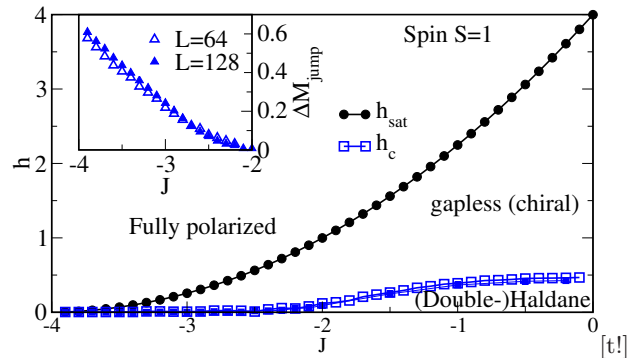 Spin S=1
L=64
L=128
0.6
0.4
0.2
0
ΔM_jump
-4 -3 -2
J
h_sat
h_c
Fully polarized
gapless (chiral)
(Double-)Haldane
4
3
2
1
0
h
-4 -3 -2 -1 0
J
[t!]